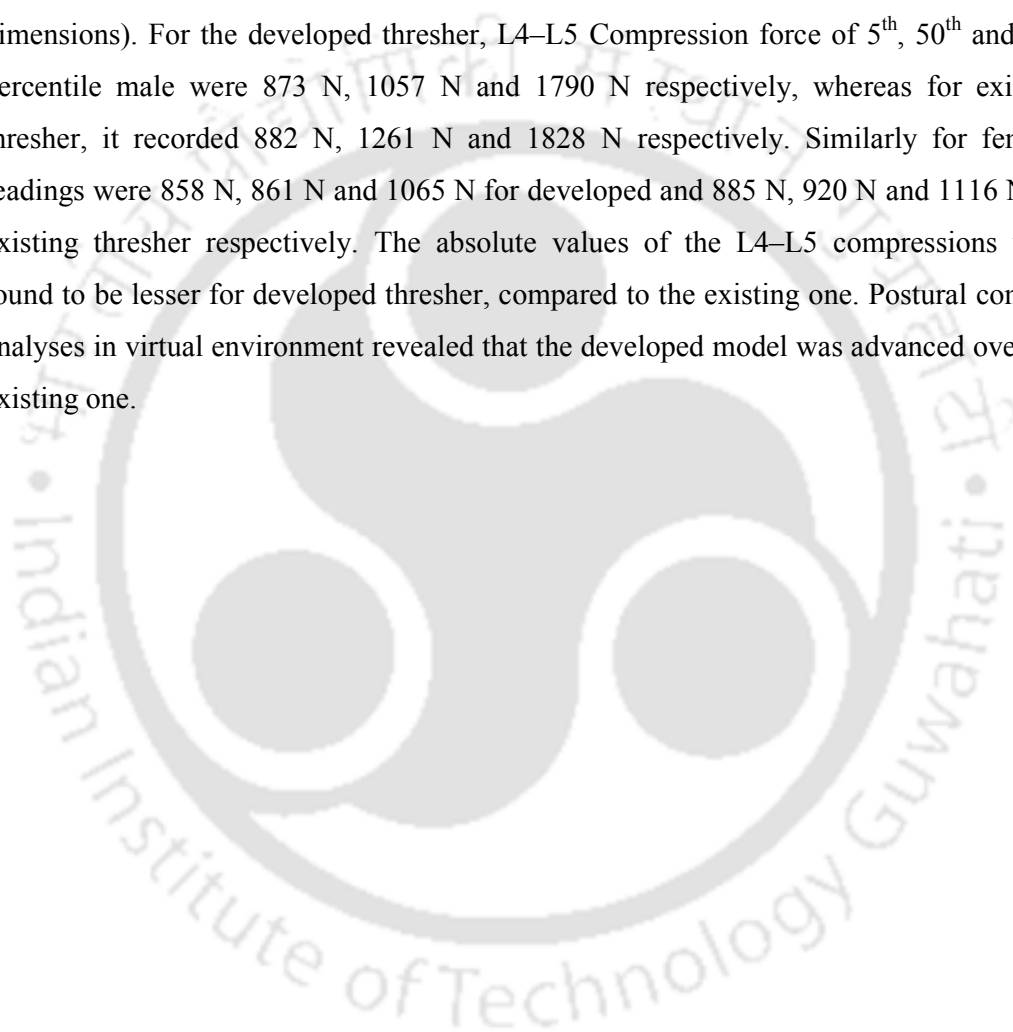 imensions). For the developed thresher, L4–L5 Compression force of 5th, 50th and
ercentile male were 873 N, 1057 N and 1790 N respectively, whereas for exi
hresher, it recorded 882 N, 1261 N and 1828 N respectively. Similarly for fer
eadings were 858 N, 861 N and 1065 N for developed and 885 N, 920 N and 1116 N
xisting thresher respectively. The absolute values of the L4–L5 compressions
ound to be lesser for developed thresher, compared to the existing one. Postural con
nalyses in virtual environment revealed that the developed model was advanced ove
xisting one.
Indian Institute of Technology Guwahati